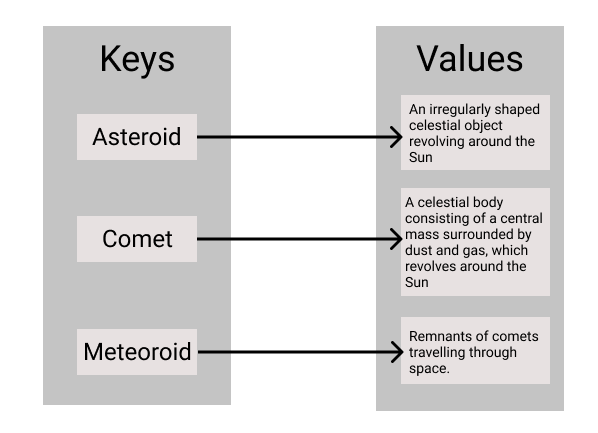 Keys
Values
Asteroid
An irregularly shaped
celestial object
revolving around the
Sun
Comet
A celestial body
consisting of a central
mass surrounded by
dust and gas, which
revolves around the
Sun
Meteoroid
Remnants of comets
travelling through
space.